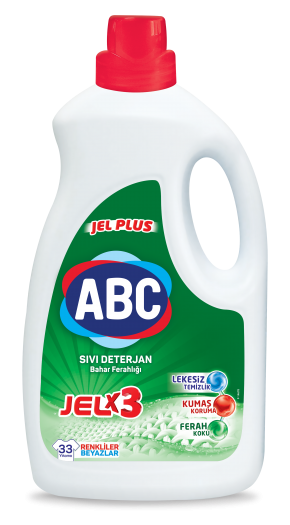 JEL PLUS
ABC
SIVI DETERJAN
Bahar Ferahlığı
JELX3
LEKESİZ
TEMİZLİK
KUMAŞ
KORUMA
FERAH
KOKU
33 Yıkama
RENKLİLER
BEYAZLAR